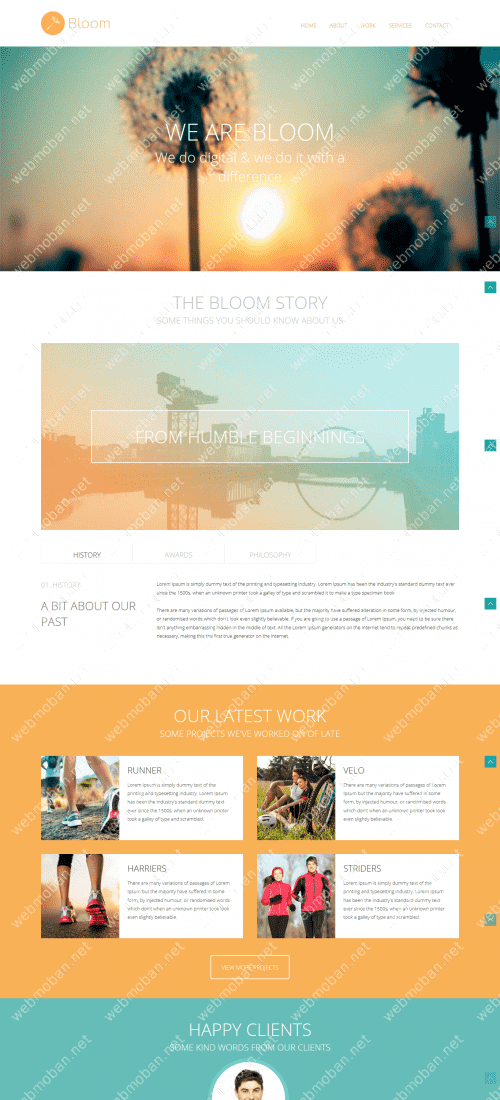 Bloom
HOME ABOUT WORK SERVICES CONTACT
WE ARE BLOOM
We do digital & we do it with a
difference
THE BLOOM STORY
SOME THINGS YOU SHOULD KNOW ABOUT US
FROM HUMBLE BEGINNINGS
HISTORY AWARDS PHILOSOPHY
01. HISTORY
A BIT ABOUT OUR
PAST
Lorem Ipsum is simply dummy text of the printing and typesetting industry. Lorem Ipsum has been the industry's standard dummy text ever
since the 1500s, when an unknown printer took a galley of type and scrambled it to make a type specimen book
There are many variations of passages of Lorem Ipsum available, but the majority have suffered alteration in some form, by injected humour,
or randomised words which don't look even slightly believable. If you are going to use a passage of Lorem Ipsum, you need to be sure there
isn't anything embarrassing hidden in the middle of text. All the Lorem Ipsum generators on the Internet tend to repeat predefined chunks as
necessary, making this the first true generator on the Internet.
OUR LATEST WORK
SOME PROJECTS WE'VE WORKED ON OF LATE
RUNNER
Lorem Ipsum is simply dummy text of the
printing and typesetting industry. Lorem Ipsum
has been the industry's standard dummy text
ever since the 1500s, when an unknown printer
took a galley of type and scrambled.
VELO
There are many variations of passages of Lorem
Ipsum available, but the majority have suffered
alteration in some form, by injected humour, or
randomised words which don't look even slightly
believable.
HARRIERS
There are many variations of passages of Lorem
Ipsum available, but the majority have suffered
alteration in some form, by injected humour, or
randomised words which don't look
even slightly believable.
STRIDERS
Lorem Ipsum is simply dummy text of the
printing and typesetting industry. Lorem Ipsum
has been the industry's standard dummy text
ever since the 1500s, when an unknown printer
took a galley of type and scrambled.
VIEW MORE PROJECTS
HAPPY CLIENTS
SOME KIND WORDS FROM OUR CLIENTS
webmoban.net